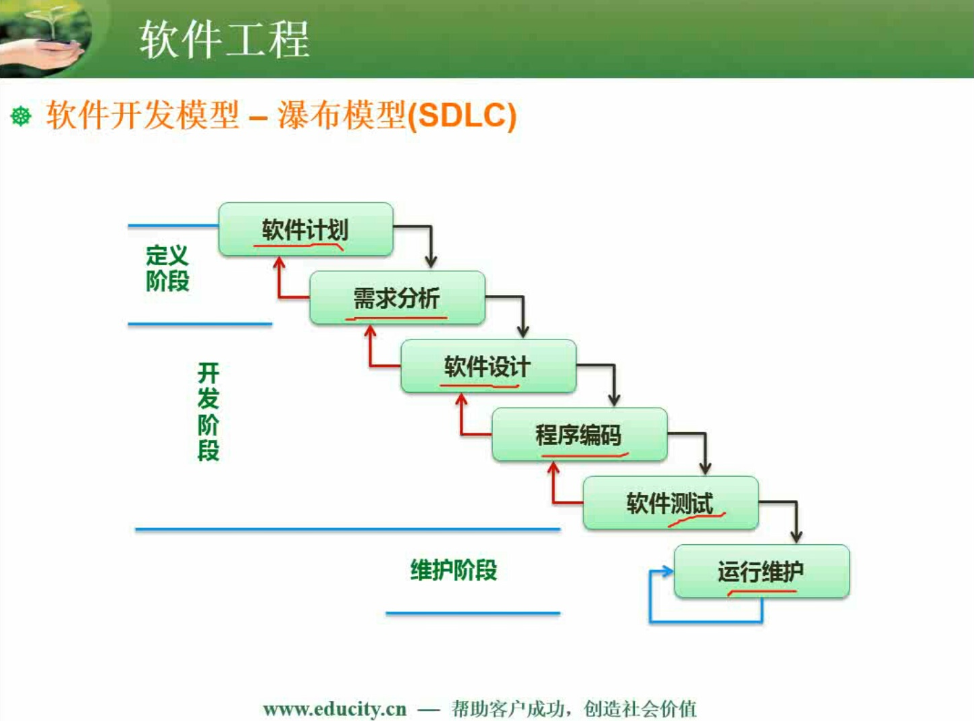 软件工程
软件开发模型 – 瀑布模型(SDLC)
软件计划
定义
阶段
需求分析
软件设计
开
发
阶
段
程序编码
软件测试
维护阶段
运行维护
www.educity.cn — 帮助客户成功，创造社会价值